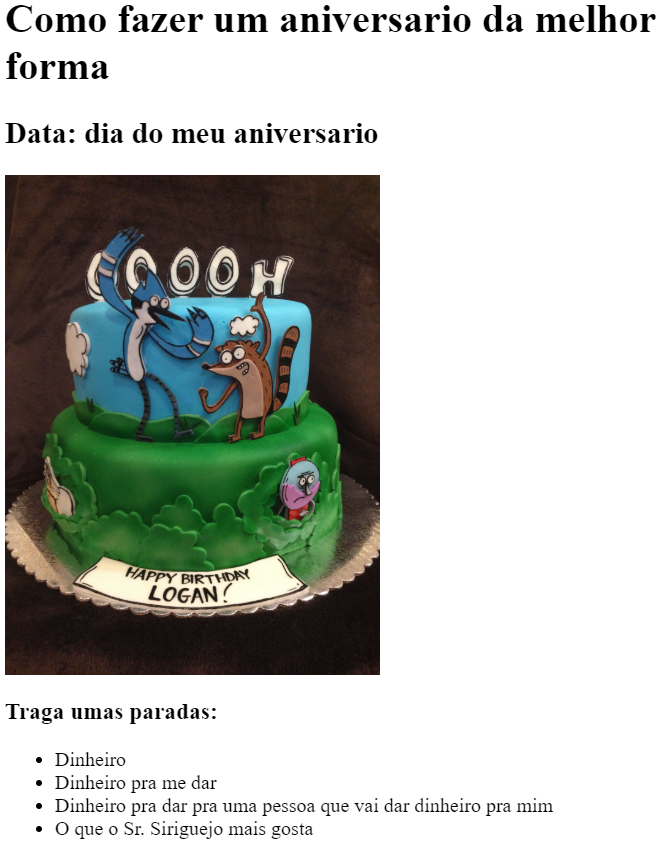 Como fazer um aniversario da melhor
forma
Data: dia do meu aniversario
OOOOH
HAPPY BIRTHDAY
LOGAN!
Traga umas paradas:
Dinheiro
Dinheiro pra me dar
Dinheiro pra dar pra uma pessoa que vai dar dinheiro pra mim
O que o Sr. Siriguejo mais gosta